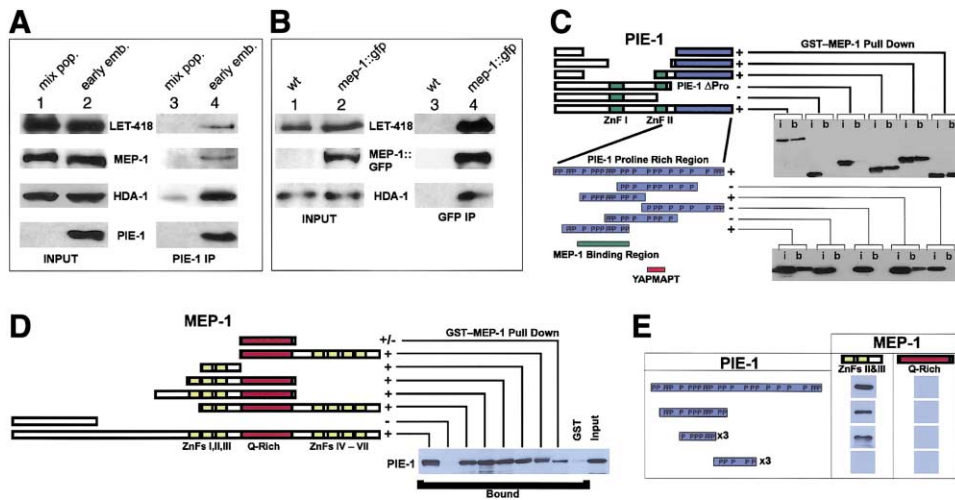 A
mix pop.
early emb.
mix pop.
early emb.
1 2 3 4
LET-418
MEP-1
HDA-1
PIE-1
INPUT PIE-1 IP
B
wt
mep-1::gfp
wt
mep-1::gfp
1 2 3 4
LET-418
MEP-1::
GFP
HDA-1
INPUT GFP IP
C
PIE-1
GST–MEP-1 Pull Down
+
+
+
-
-
+
PIE-1 ΔPro
ZnF I ZnF II
i b i b i b i b i b i b
PIE-1 Proline Rich Region
+
-
+
-
-
+
MEP-1 Binding Region
YAPMAPT
i b i b i b i b i b
D
MEP-1
GST–MEP-1 Pull Down
+/-
+
+
+
+
+
-
+
ZnFs I,II,III Q-Rich ZnFs IV – VII
GST
Input
PIE-1
Bound
E
MEP-1
PIE-1
ZnFs II&III Q-Rich
x3
x3